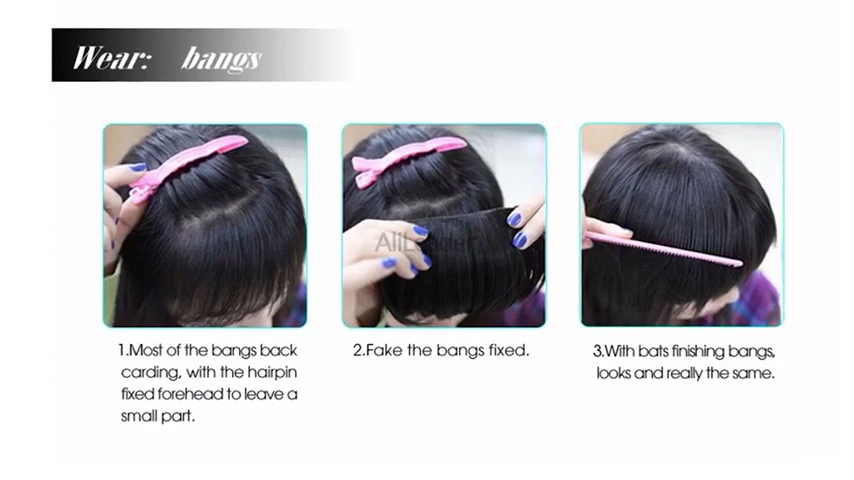 Wear: bangs
AliLeader
1.Most of the bangs back
carding, with the hairpin
fixed forehead to leave a
small part.
2.Fake the bangs fixed.
3.With bats finishing bangs,
looks and really the same.